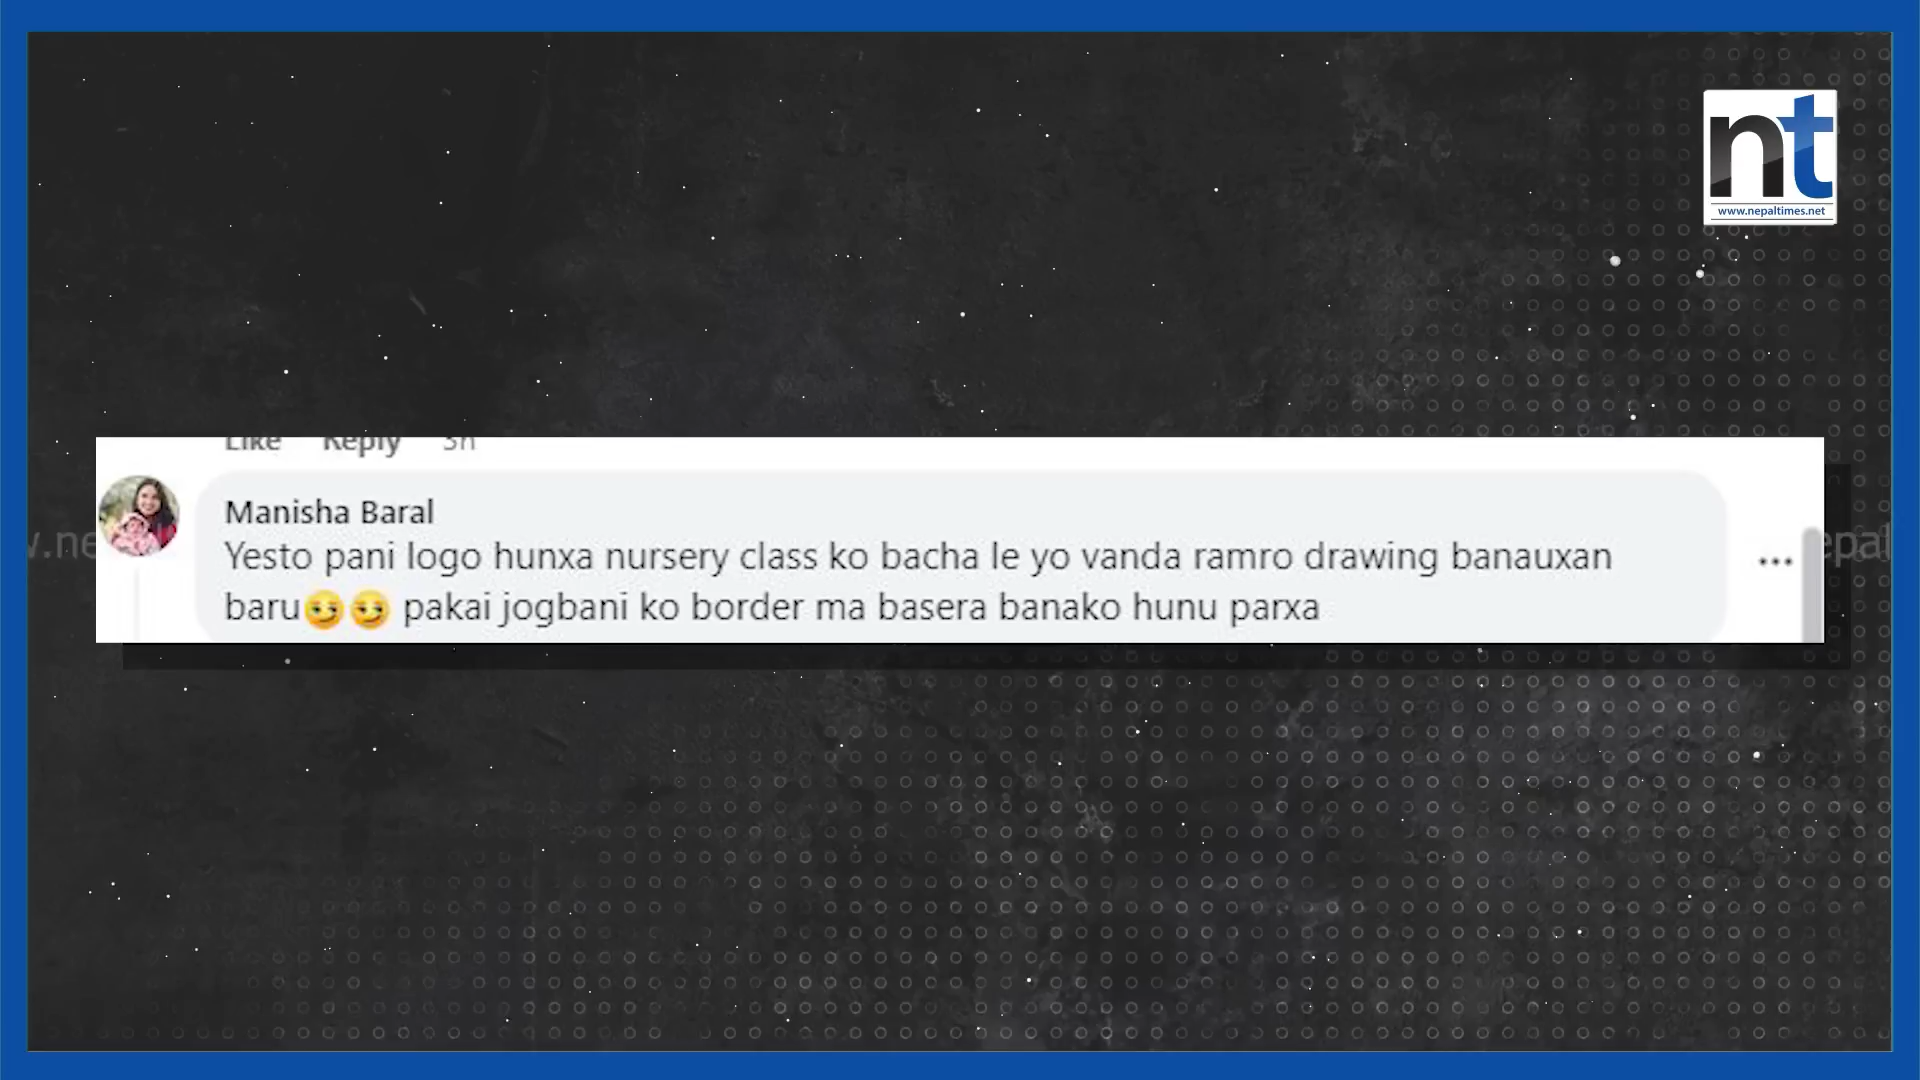 nt
www.nepaltimes.net
Like Reply 3h
Manisha Baral
Yesto pani logo hunxa nursery class ko bacha le yo vanda ramro drawing banauxan
baru😏😏 pakai jogbani ko border ma basera banako hunu parxa